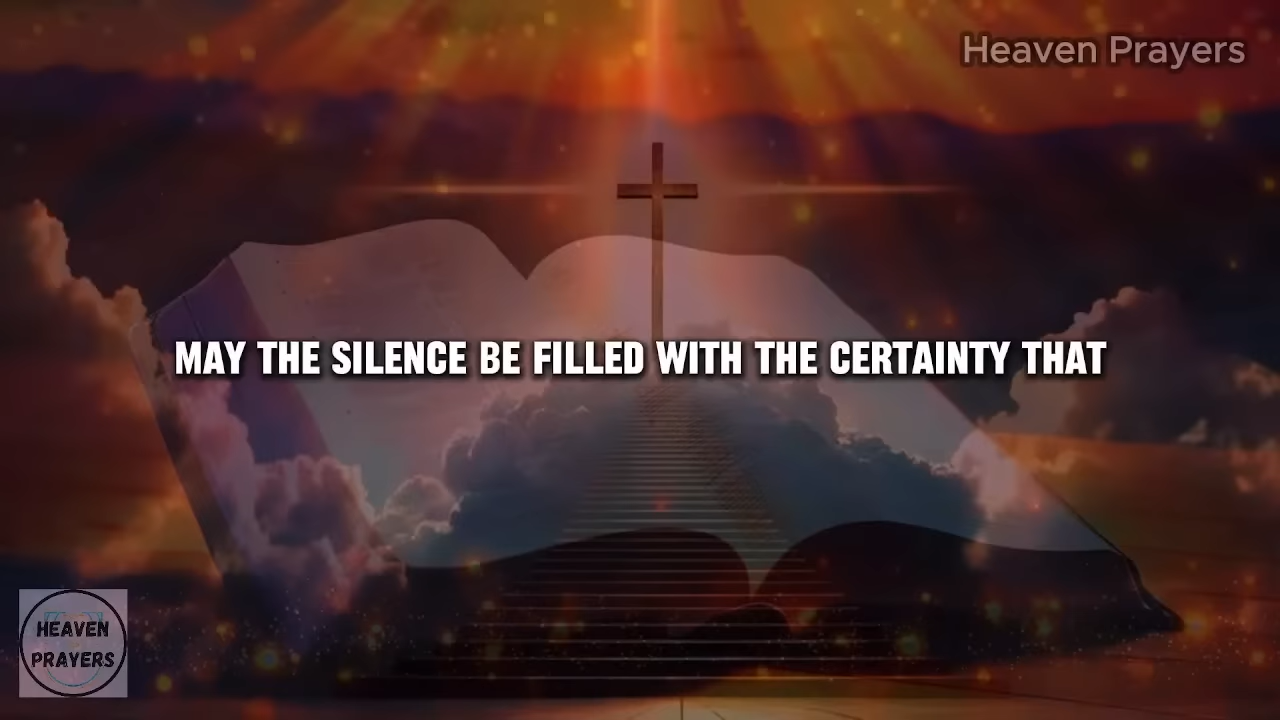 Heaven Prayers
MAY THE SILENCE BE FILLED WITH THE CERTAINTY THAT
HEAVEN
PRAYERS